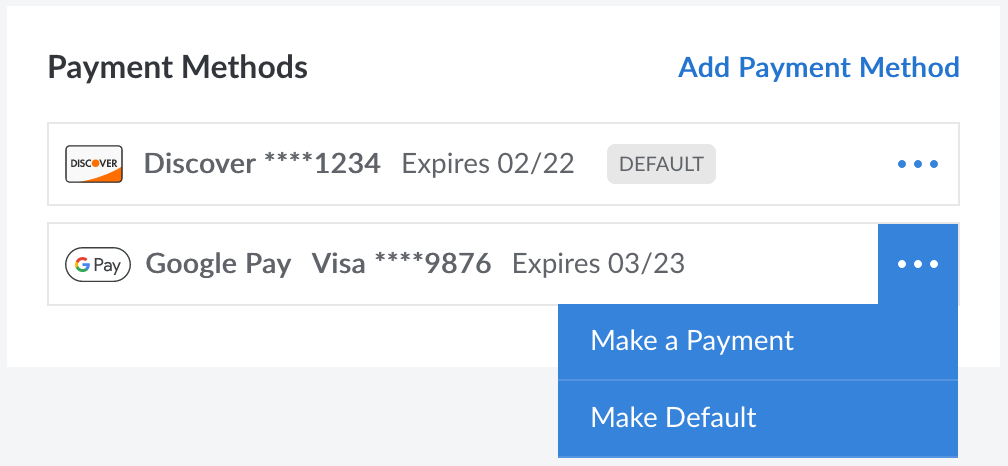 Payment Methods Add Payment Method
DISCOVER Discover ****1234 Expires 02/22 DEFAULT
G Pay Google Pay Visa ****9876 Expires 03/23
Make a Payment
Make Default